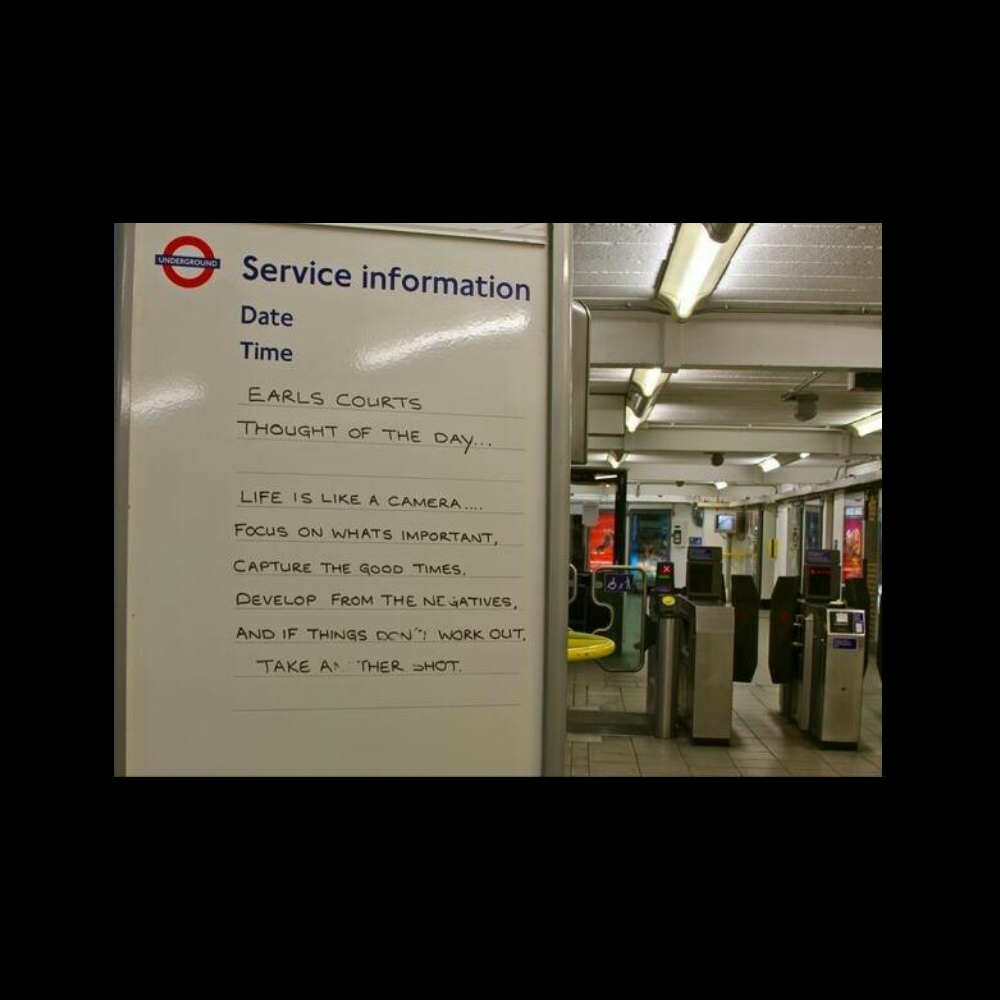 UNDERGROUND
Service information
Date
Time
EARLS COURTS
THOUGHT OF THE DAY...
LIFE IS LIKE A CAMERA....
FOCUS ON WHATS IMPORTANT,
CAPTURE THE GOOD TIMES.
DEVELOP FROM THE NEGATIVES,
AND IF THINGS DON'T WORK OUT,
TAKE ANOTHER SHOT.